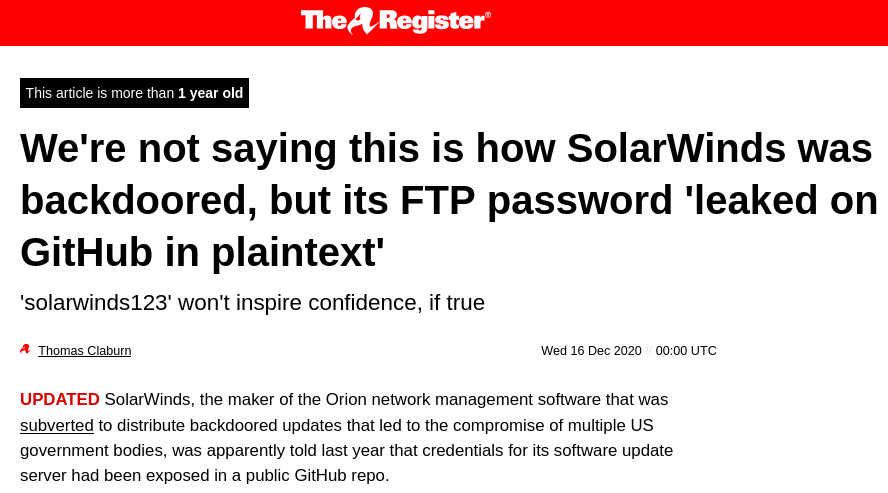 The Register®
This article is more than 1 year old
We're not saying this is how SolarWinds was
backdoored, but its FTP password 'leaked on
GitHub in plaintext'
'solarwinds123' won't inspire confidence, if true
Thomas Claburn
Wed 16 Dec 2020 // 00:00 UTC
UPDATED SolarWinds, the maker of the Orion network management software that was
subverted to distribute backdoored updates that led to the compromise of multiple US
government bodies, was apparently told last year that credentials for its software update
server had been exposed in a public GitHub repo.